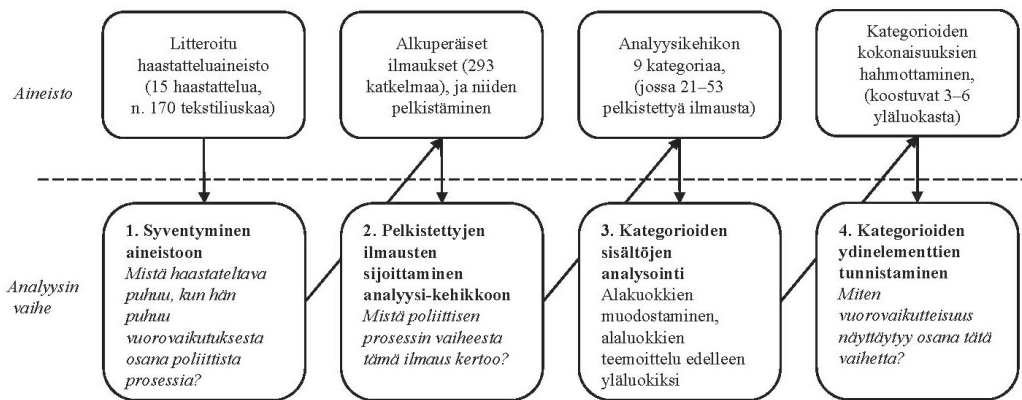 Aineisto
Litteroitu
haastatteluaineisto
(15 haastattelua,
n. 170 tekstiliuskaa)
Alkuperäiset
ilmaukset (293
katkelmaa), ja niiden
pelkistäminen
Analyysikehikon
9 kategoriaa,
(jossa 21–53
pelkistettyä ilmausta)
Kategorioiden
kokonaisuuksien
hahmottaminen,
(koostuvat 3–6
yläluokasta)
Analyysin
vaihe
1. Syventyminen
aineistoon
Mistä haastateltava
puhuu, kun hän
puhuu
vuorovaikutuksesta
osana poliittista
prosessia?
2. Pelkistettyjen
ilmausten
sijoittaminen
analyysi-kehikkoon
Mistä poliittisen
prosessin vaiheesta
tämä ilmaus kertoo?
3. Kategorioiden
sisältöjen
analysointi
Alakuokkien
muodostaminen,
alaluokkien
teemoittelu edelleen
yläluokiksi
4. Kategorioiden
ydinelementtien
tunnistaminen
Miten
vuorovaikutteisuus
näyttäytyy osana tätä
vaihetta?